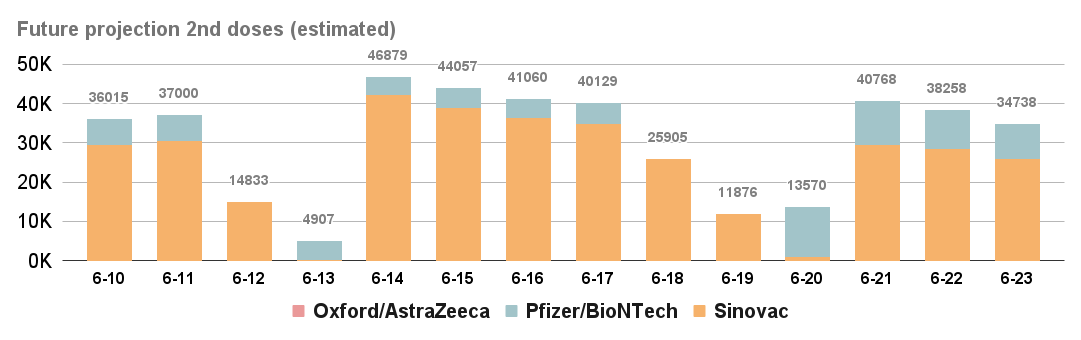 Future projection 2nd doses (estimated)
50K
40K
30K
20K
10K
0K
36015
37000
14833
4907
46879
44057
41060
40129
25905
11876
13570
40768
38258
34738
6-10 6-11 6-12 6-13 6-14 6-15 6-16 6-17 6-18 6-19 6-20 6-21 6-22 6-23
Oxford/AstraZeeca Pfizer/BioNTech Sinovac